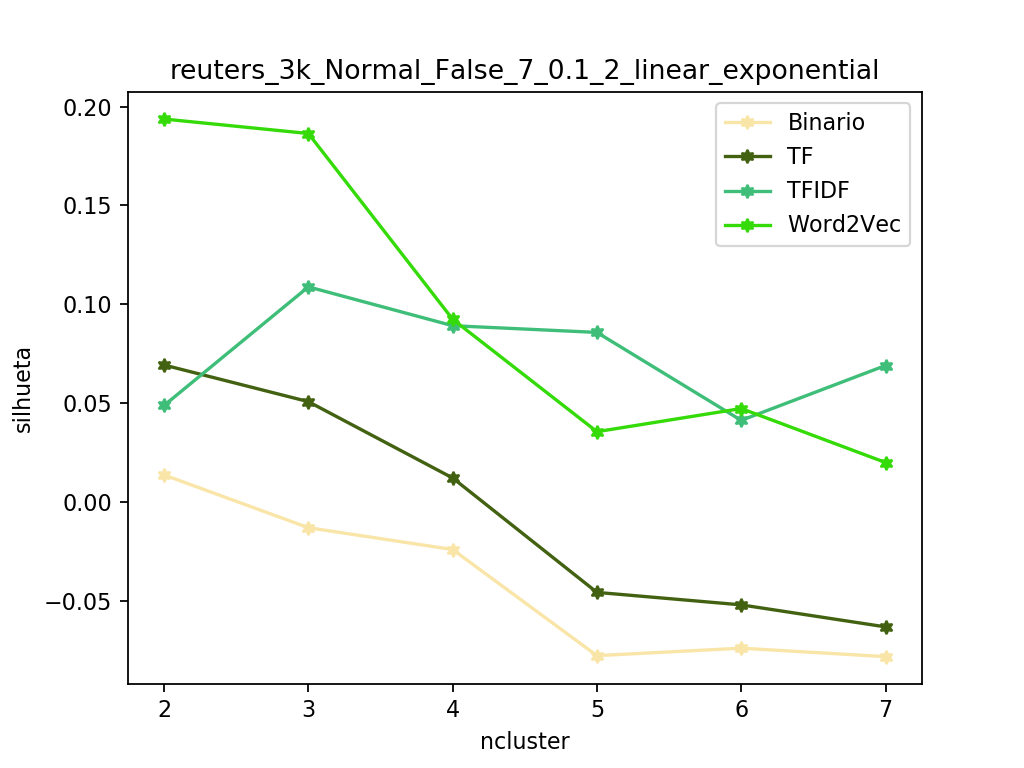 reuters_3k_Normal_False_7_0.1_2_linear_exponential
silhueta
0.20
0.15
0.10
0.05
0.00
−0.05
Binario
TF
TFIDF
Word2Vec
2 3 4 5 6 7
ncluster